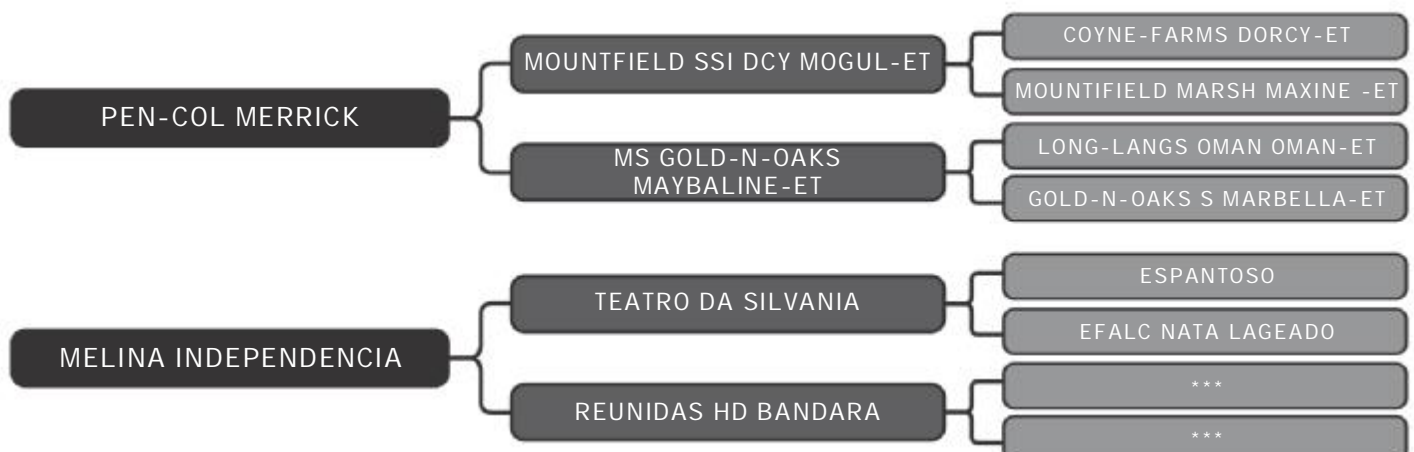 PEN-COL MERRICK
MOUNTFIELD SSI DCY MOGUL-ET
COYNE-FARMS DORCY-ET
MOUNTIFIELD MARSH MAXINE -ET
MS GOLD-N-OAKS
MAYBALINE-ET
LONG-LANGS OMAN OMAN-ET
GOLD-N-OAKS S MARBELLA-ET
MELINA INDEPENDENCIA
TEATRO DA SILVANIA
ESPANTOSO
EFALC NATA LAGEADO
REUNIDAS HD BANDARA
***
***